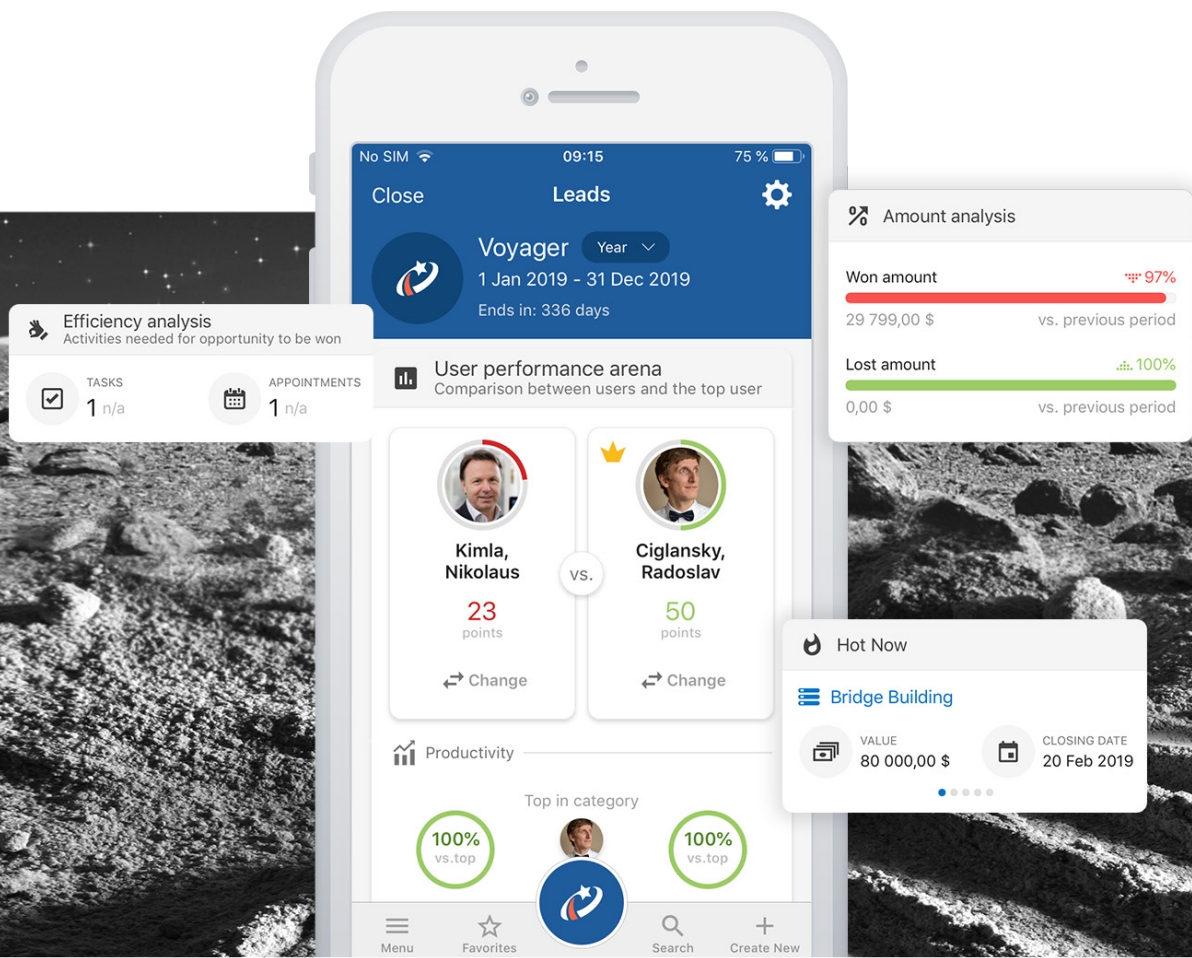 No SIM 09:15 75 %
Close Leads
Voyager Year
1 Jan 2019 - 31 Dec 2019
Ends in: 336 days
Efficiency analysis
Activities needed for opportunity to be won
TASKS
1 n/a
APPOINTMENTS
1 n/a
User performance arena
Comparison between users and the top user
Kimla,
Nikolaus
23
points
Change
vs.
Ciglansky,
Radoslav
50
points
Change
Amount analysis
Won amount 97%
29 799,00 $ vs. previous period
Lost amount 100%
0,00 $ vs. previous period
Hot Now
Bridge Building
VALUE
80 000,00 $
CLOSING DATE
20 Feb 2019
Productivity
Top in category
100%
vs.top
100%
vs.top
Menu Favorites Search Create New